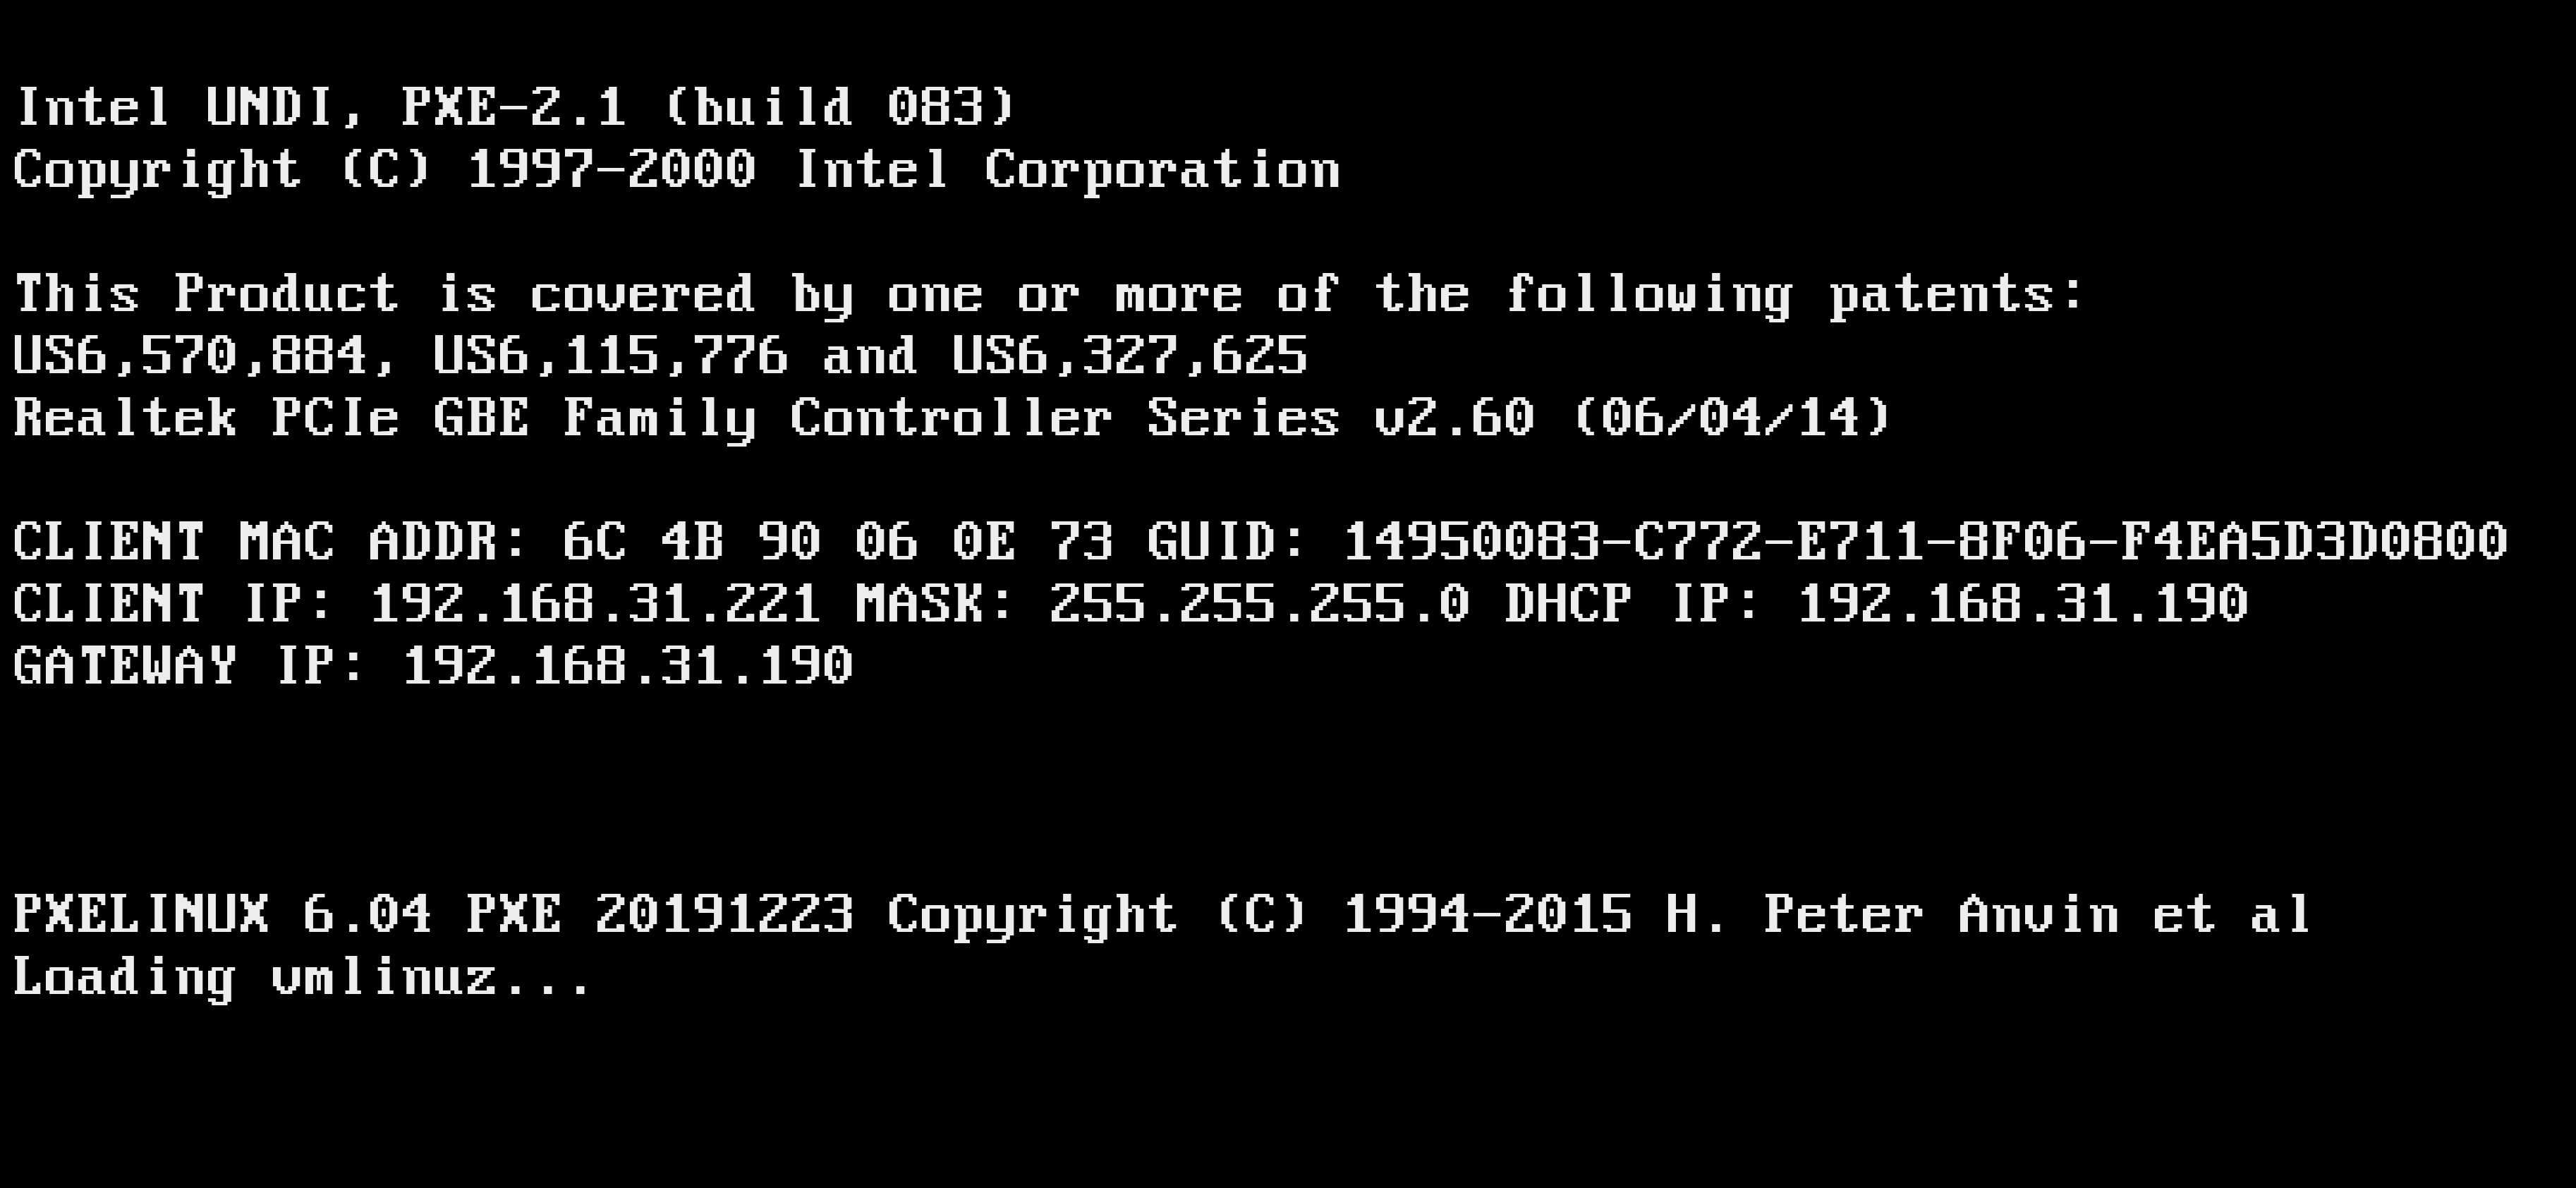 Intel UNDI, PXE-2.1 (build 083)
Copyright (C) 1997-2000 Intel Corporation
This Product is covered by one or more of the following patents:
US6,570,884, US6,115,776 and US6,327,625
Realtek PCIe GBE Family Controller Series v2.60 (06/04/14)
CLIENT MAC ADDR: 6C 4B 90 06 0E 73 GUID: 14950083-C772-E711-8F06-F4EA5D3D0800
CLIENT IP: 192.168.31.221 MASK: 255.255.255.0 DHCP IP: 192.168.31.190
GATEWAY IP: 192.168.31.190
PXELINUX 6.04 PXE 20191223 Copyright (C) 1994-2015 H. Peter Anvin et al
Loading vmlinuz...